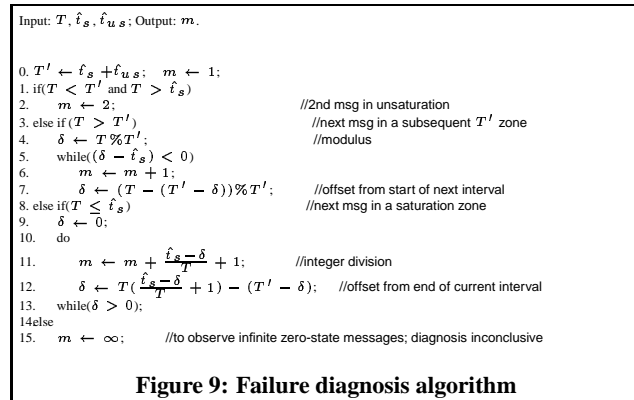 Input: T, t̂_s, t̂_us; Output: m.
0. T′ ← t̂_s + t̂_us; m ← 1;
1. if(T < T′ and T > t̂_s)
2. m ← 2; //2nd msg in unsaturation
3. else if(T > T′) //next msg in a subsequent T′ zone
4. δ ← T%T′; //modulus
5. while((δ − t̂_s) < 0)
6. m ← m + 1;
7. δ ← (T − (T′ − δ))%T′; //offset from start of next interval
8. else if(T ≤ t̂_s) //next msg in a saturation zone
9. δ ← 0;
10. do
11. m ← m + (t̂_s−δ)/T + 1; //integer division
12. δ ← T((t̂_s−δ)/T + 1) − (T′ − δ); //offset from end of current interval
13. while(δ > 0);
14else
15. m ← ∞; //to observe infinite zero-state messages; diagnosis inconclusive
Figure 9: Failure diagnosis algorithm